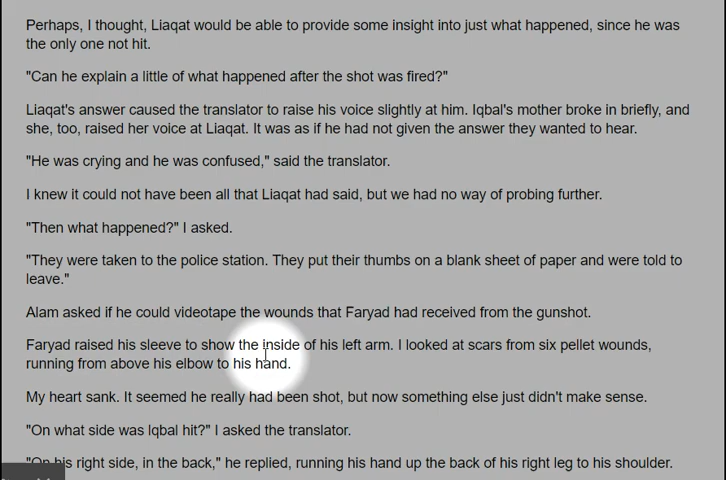 Perhaps, I thought, Liaqat would be able to provide some insight into just what happened, since he was
the only one not hit.
"Can he explain a little of what happened after the shot was fired?"
Liaqat's answer caused the translator to raise his voice slightly at him. Iqbal's mother broke in briefly, and
she, too, raised her voice at Liaqat. It was as if he had not given the answer they wanted to hear.
"He was crying and he was confused," said the translator.
I knew it could not have been all that Liaqat had said, but we had no way of probing further.
"Then what happened?" I asked.
"They were taken to the police station. They put their thumbs on a blank sheet of paper and were told to
leave."
Alam asked if he could videotape the wounds that Faryad had received from the gunshot.
Faryad raised his sleeve to show the inside of his left arm. I looked at scars from six pellet wounds,
running from above his elbow to his hand.
My heart sank. It seemed he really had been shot, but now something else just didn't make sense.
"On what side was Iqbal hit?" I asked the translator.
"On his right side, in the back," he replied, running his hand up the back of his right leg to his shoulder.